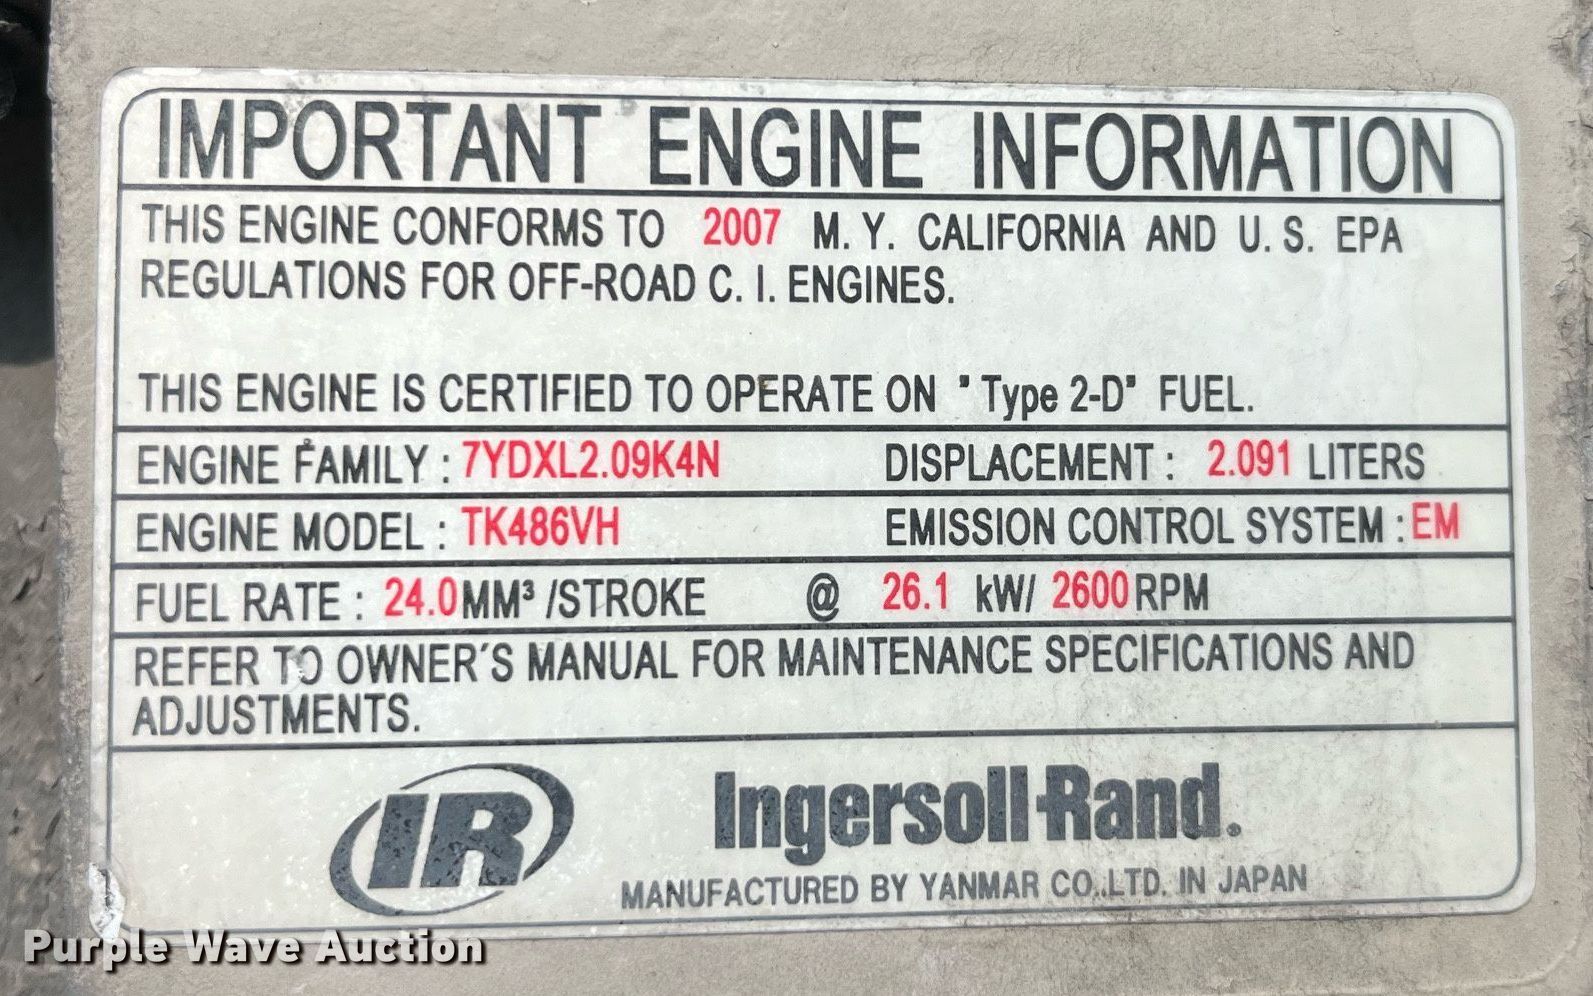 IMPORTANT ENGINE INFORMATION
THIS ENGINE CONFORMS TO 2007 M. Y. CALIFORNIA AND U. S. EPA
REGULATIONS FOR OFF-ROAD C. I. ENGINES.
THIS ENGINE IS CERTIFIED TO OPERATE ON "Type 2-D" FUEL.
ENGINE FAMILY : 7YDXL2.09K4N DISPLACEMENT : 2.091 LITERS
ENGINE MODEL : TK486VH EMISSION CONTROL SYSTEM : EM
FUEL RATE : 24.0 MM³ /STROKE @ 26.1 kW/ 2600 RPM
REFER TO OWNER'S MANUAL FOR MAINTENANCE SPECIFICATIONS AND
ADJUSTMENTS.
IR Ingersoll-Rand.
MANUFACTURED BY YANMAR CO.,LTD. IN JAPAN
Purple Wave Auction